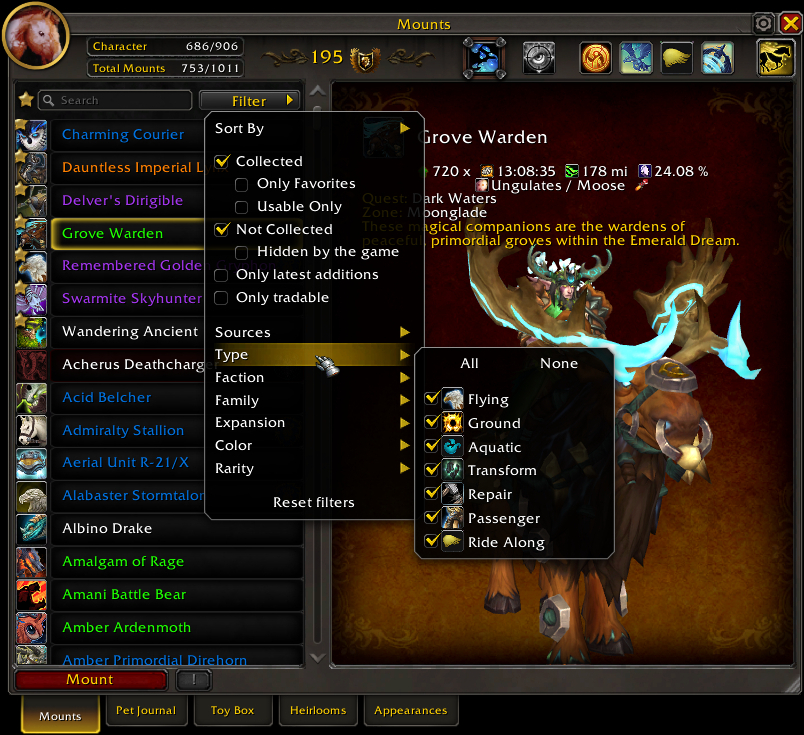 Mounts
Character 686/906
Total Mounts 753/1011
195
Search
Filter
Charming Courier
Dauntless Imperial L
Delver's Dirigible
Grove Warden
Remembered Golde
Swarmite Skyhunter
Wandering Ancient
Acherus Deathcharg
Acid Belcher
Admiralty Stallion
Aerial Unit R-21/X
Alabaster Stormtalon
Albino Drake
Amalgam of Rage
Amani Battle Bear
Amber Ardenmoth
Amber Primordial Direhorn
Sort By
Collected
Only Favorites
Usable Only
Not Collected
Hidden by the game
Only latest additions
Only tradable
Sources
Type
Faction
Family
Expansion
Color
Rarity
Reset filters
All None
Flying
Ground
Aquatic
Transform
Repair
Passenger
Ride Along
Grove Warden
720 x 13:08:35 178 mi 24.08 %
Ungulates / Moose
Quest: Dark Waters
Zone: Moonglade
These magical companions are the wardens of
peaceful, primordial groves within the Emerald Dream.
Mount !
Mounts Pet Journal Toy Box Heirlooms Appearances